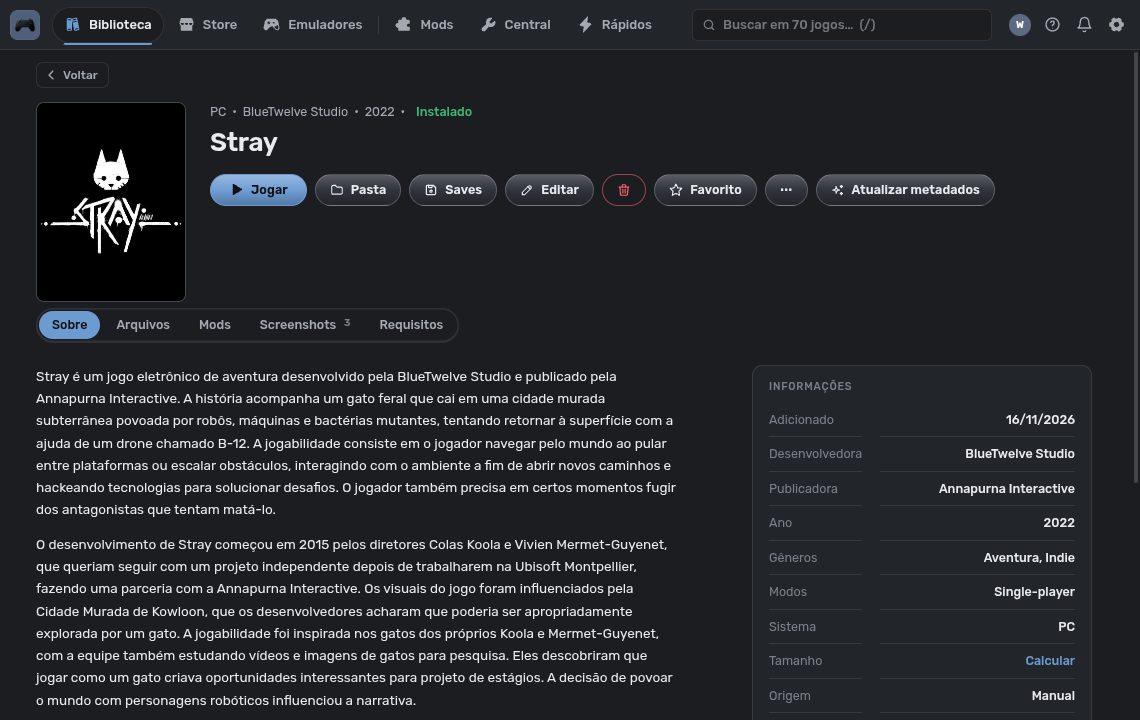 Biblioteca
Store
Emuladores
Mods
Central
Rápidos
Buscar em 70 jogos... (/)
W
Voltar
STRAY
PC • BlueTwelve Studio • 2022 • Instalado
Stray
Jogar
Pasta
Saves
Editar
Favorito
Atualizar metadados
Sobre
Arquivos
Mods
Screenshots 3
Requisitos
Stray é um jogo eletrônico de aventura desenvolvido pela BlueTwelve Studio e publicado pela
Annapurna Interactive. A história acompanha um gato feral que cai em uma cidade murada
subterrânea povoada por robôs, máquinas e bactérias mutantes, tentando retornar à superfície com a
ajuda de um drone chamado B-12. A jogabilidade consiste em o jogador navegar pelo mundo ao pular
entre plataformas ou escalar obstáculos, interagindo com o ambiente a fim de abrir novos caminhos e
hackeando tecnologias para solucionar desafios. O jogador também precisa em certos momentos fugir
dos antagonistas que tentam matá-lo.
O desenvolvimento de Stray começou em 2015 pelos diretores Colas Koola e Vivien Mermet-Guyenet,
que queriam seguir com um projeto independente depois de trabalharem na Ubisoft Montpellier,
fazendo uma parceria com a Annapurna Interactive. Os visuais do jogo foram influenciados pela
Cidade Murada de Kowloon, que os desenvolvedores acharam que poderia ser apropriadamente
explorada por um gato. A jogabilidade foi inspirada nos gatos dos próprios Koola e Mermet-Guyenet,
com a equipe também estudando vídeos e imagens de gatos para pesquisa. Eles descobriram que
jogar como um gato criava oportunidades interessantes para projeto de estágios. A decisão de povoar
o mundo com personagens robóticos influenciou a narrativa.
INFORMAÇÕES
Adicionado 16/11/2026
Desenvolvedora BlueTwelve Studio
Publicadora Annapurna Interactive
Ano 2022
Gêneros Aventura, Indie
Modos Single-player
Sistema PC
Tamanho Calcular
Origem Manual